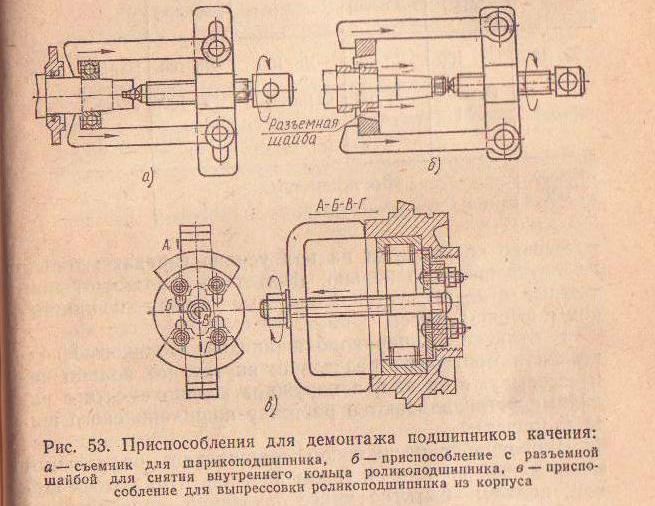 Разъемная
шайба
а)
б)
А-Б-В-Г
А
Б
В
Г
в)
Рис. 53. Приспособления для демонтажа подшипников качения:
а — съемник для шарикоподшипника, б — приспособление с разъемной
шайбой для снятия внутреннего кольца роликоподшипника, в — приспо-
собление для выпрессовки роликоподшипника из корпуса